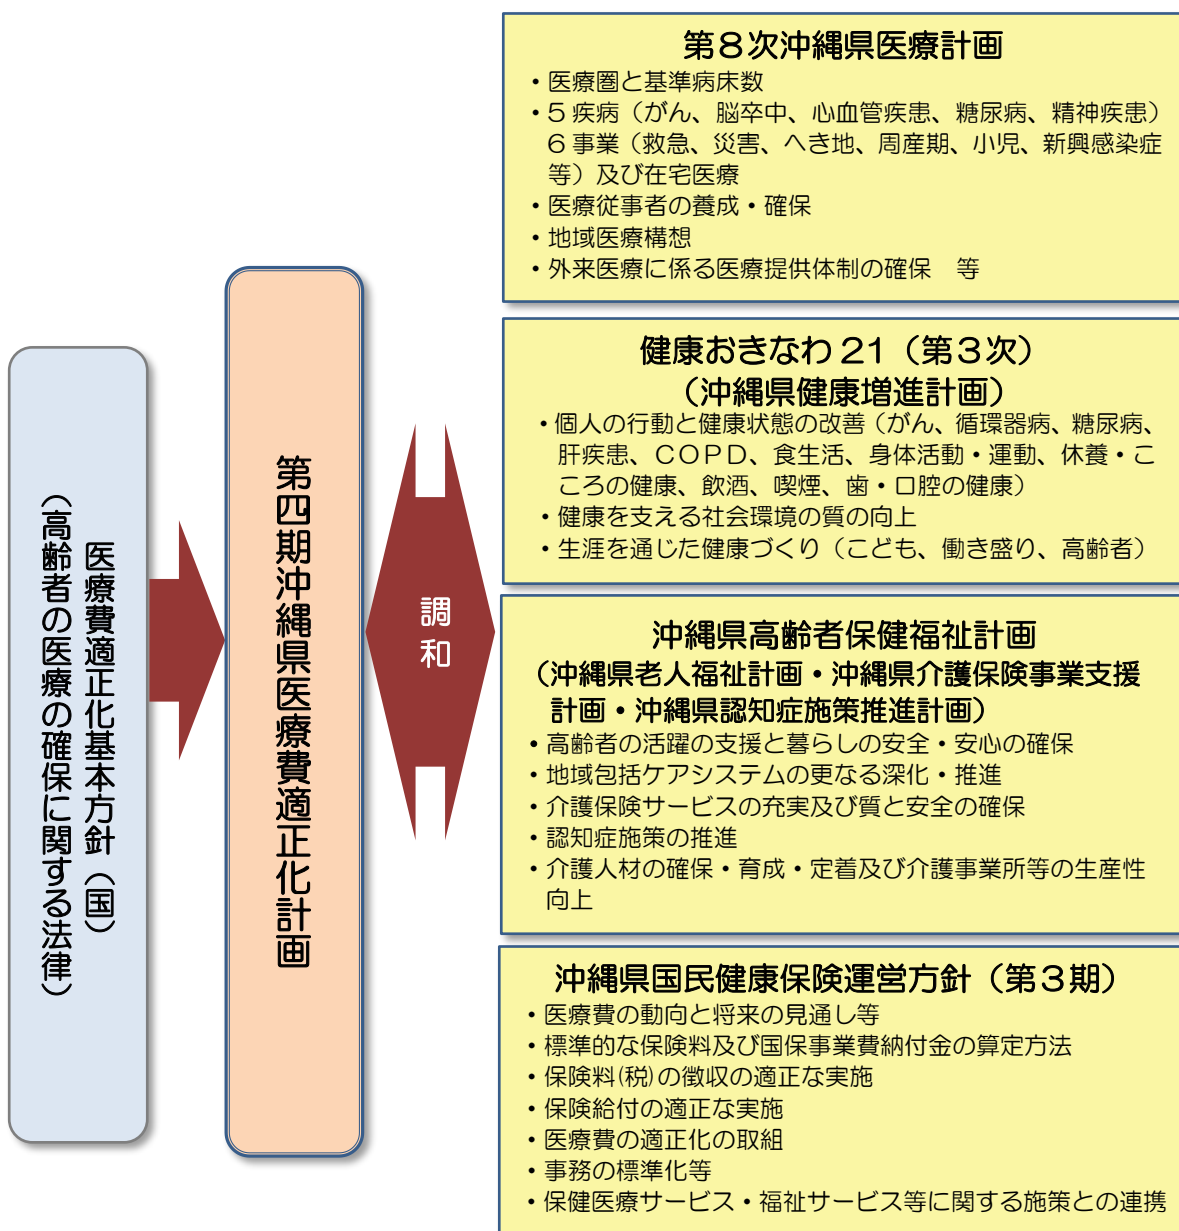 医療費適正化基本方針（国）
（高齢者の医療の確保に関する法律）
第四期沖縄県医療費適正化計画
調和
第８次沖縄県医療計画
・医療圏と基準病床数
・５疾病（がん、脳卒中、心血管疾患、糖尿病、精神疾患）
６事業（救急、災害、へき地、周産期、小児、新興感染症
等）及び在宅医療
・医療従事者の養成・確保
・地域医療構想
・外来医療に係る医療提供体制の確保　等
健康おきなわ21（第３次）
（沖縄県健康増進計画）
・個人の行動と健康状態の改善（がん、循環器病、糖尿病、
肝疾患、ＣＯＰＤ、食生活、身体活動・運動、休養・こ
ころの健康、飲酒、喫煙、歯・口腔の健康）
・健康を支える社会環境の質の向上
・生涯を通じた健康づくり（こども、働き盛り、高齢者）
沖縄県高齢者保健福祉計画
（沖縄県老人福祉計画・沖縄県介護保険事業支援
計画・沖縄県認知症施策推進計画）
・高齢者の活躍の支援と暮らしの安全・安心の確保
・地域包括ケアシステムの更なる深化・推進
・介護保険サービスの充実及び質と安全の確保
・認知症施策の推進
・介護人材の確保・育成・定着及び介護事業所等の生産性
向上
沖縄県国民健康保険運営方針（第３期）
・医療費の動向と将来の見通し等
・標準的な保険料及び国保事業費納付金の算定方法
・保険料(税)の徴収の適正な実施
・保険給付の適正な実施
・医療費の適正化の取組
・事務の標準化等
・保健医療サービス・福祉サービス等に関する施策との連携